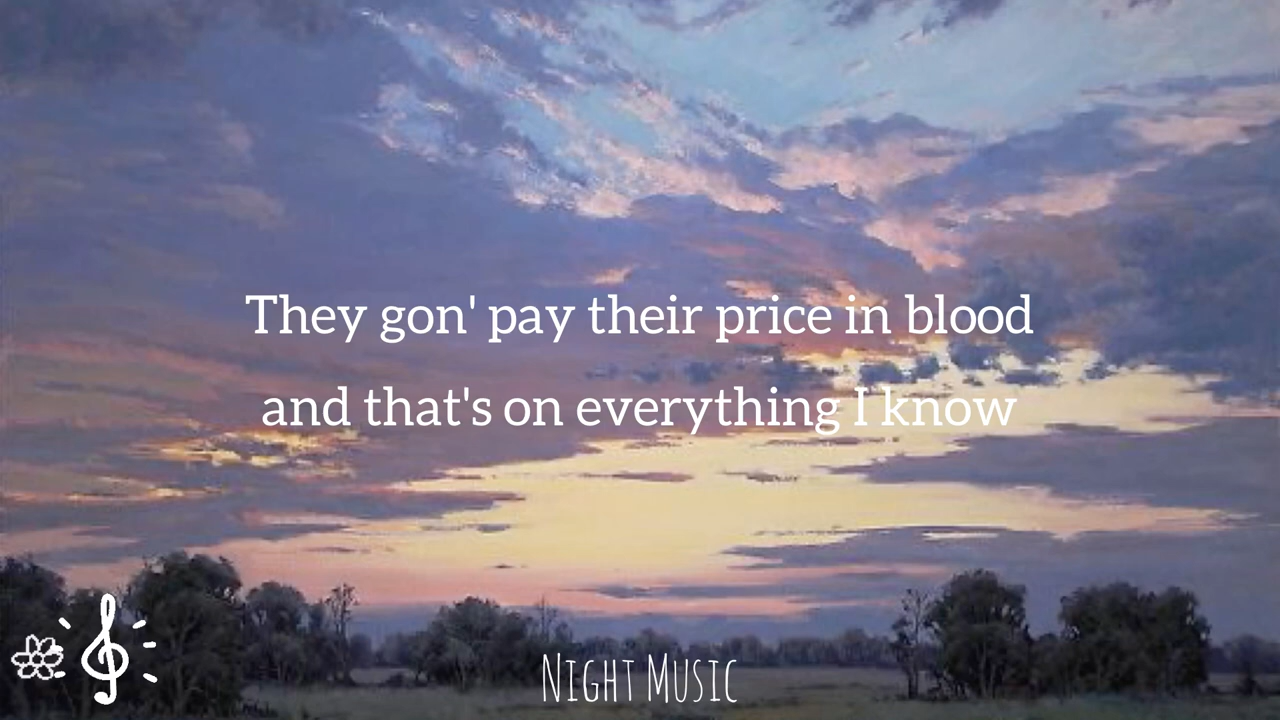 They gon' pay their price in blood
and that's on everything I know
Night Music